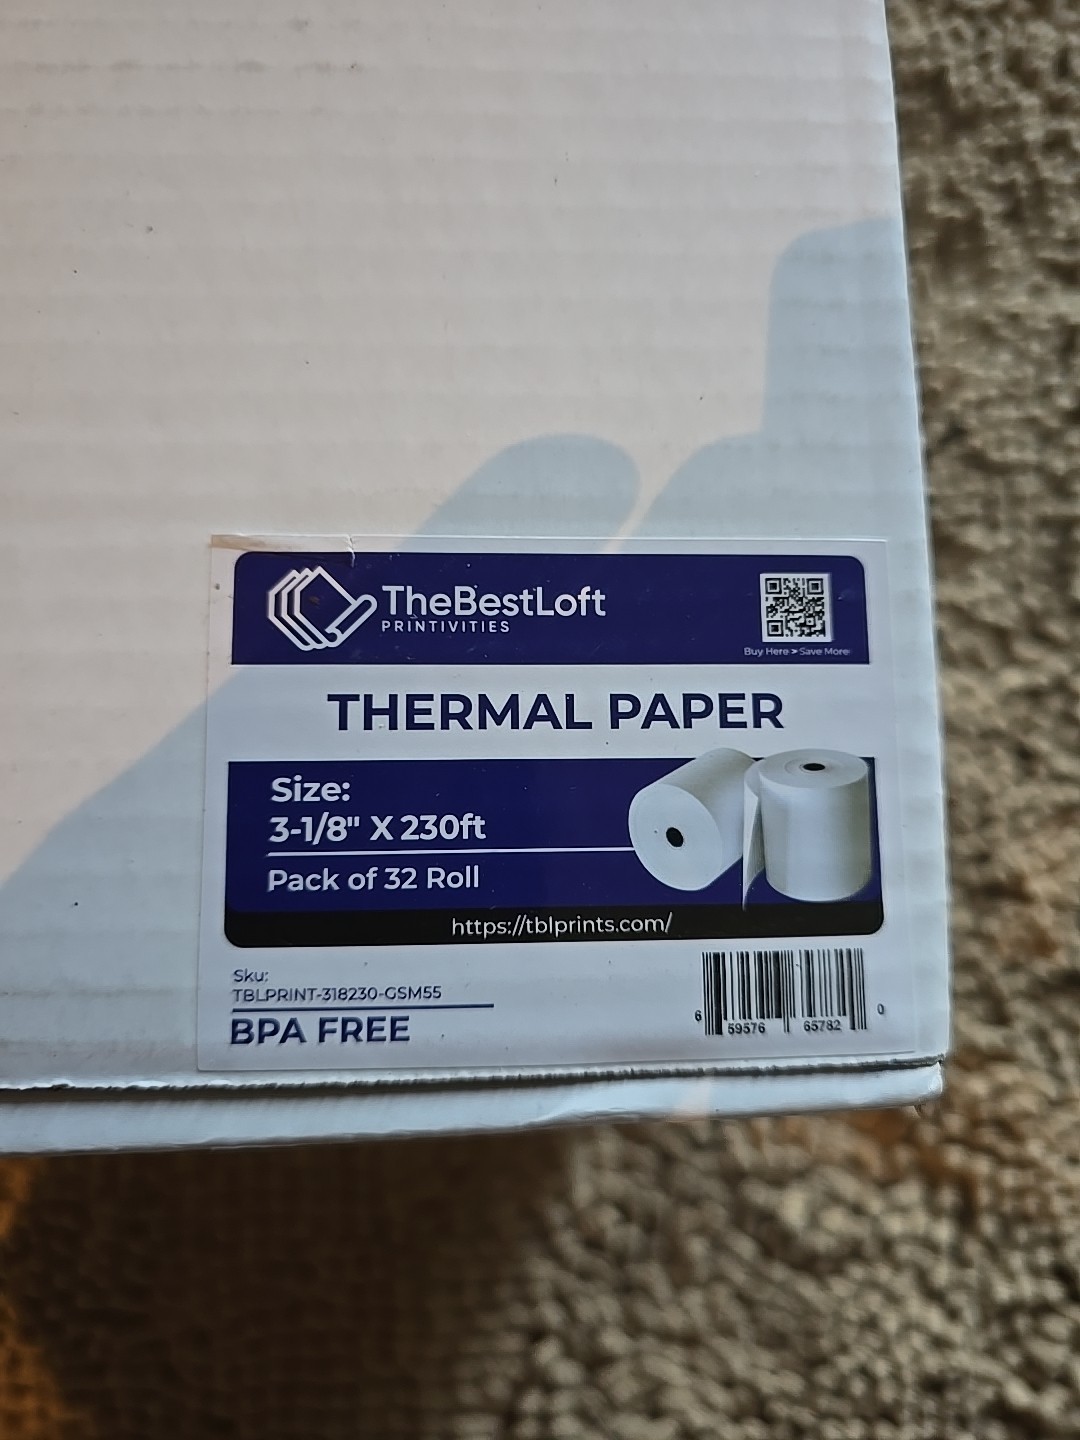 TheBestLoft
PRINTIVITIES
Buy Here > Save More
THERMAL PAPER
Size:
3-1/8" X 230ft
Pack of 32 Roll
https://tblprints.com/
Sku:
TBLPRINT-318230-GSM55
BPA FREE
6 59576 65782 0